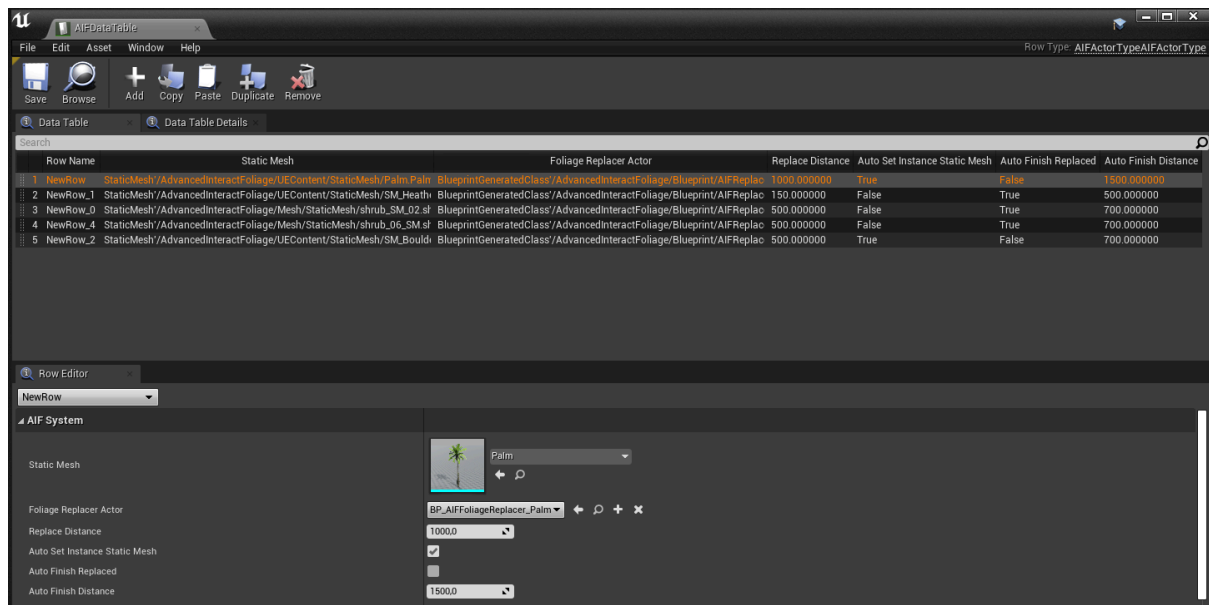 AIFDataTable
File Edit Asset Window Help Row Type: AIFActorTypeAIFActorType
Save Browse Add Copy Paste Duplicate Remove
Data Table Data Table Details
Search
Row Name Static Mesh Foliage Replacer Actor Replace Distance Auto Set Instance Static Mesh Auto Finish Replaced Auto Finish Distance
1 NewRow StaticMesh'/AdvancedInteractFoliage/UEContent/StaticMesh/Palm.Palm BlueprintGeneratedClass'/AdvancedInteractFoliage/Blueprint/AIFReplac 1000.000000 True False 1500.000000
2 NewRow_1 StaticMesh'/AdvancedInteractFoliage/UEContent/StaticMesh/SM_Heath BlueprintGeneratedClass'/AdvancedInteractFoliage/Blueprint/AIFReplac 150.000000 False True 500.000000
3 NewRow_0 StaticMesh'/AdvancedInteractFoliage/Mesh/StaticMesh/shrub_SM_02.sh BlueprintGeneratedClass'/AdvancedInteractFoliage/Blueprint/AIFReplac 500.000000 False True 700.000000
4 NewRow_4 StaticMesh'/AdvancedInteractFoliage/Mesh/StaticMesh/shrub_06_SM.sh BlueprintGeneratedClass'/AdvancedInteractFoliage/Blueprint/AIFReplac 500.000000 False True 700.000000
5 NewRow_2 StaticMesh'/AdvancedInteractFoliage/UEContent/StaticMesh/SM_Bould BlueprintGeneratedClass'/AdvancedInteractFoliage/Blueprint/AIFReplac 500.000000 True False 700.000000
Row Editor
NewRow
AIF System
Static Mesh Palm
Foliage Replacer Actor BP_AIFFoliageReplacer_Palm
Replace Distance 1000,0
Auto Set Instance Static Mesh
Auto Finish Replaced
Auto Finish Distance 1500,0